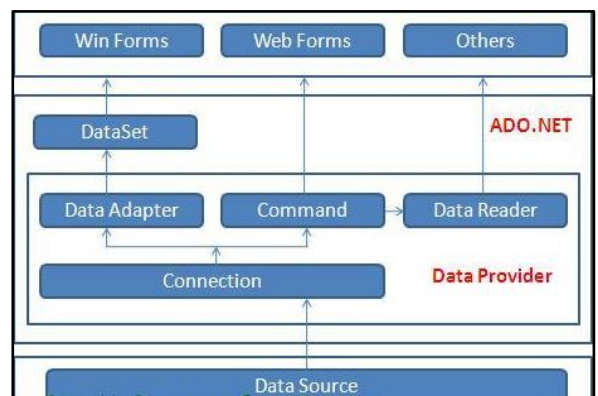 Win Forms
Web Forms
Others
DataSet
ADO.NET
Data Adapter
Command
Data Reader
Connection
Data Provider
Data Source